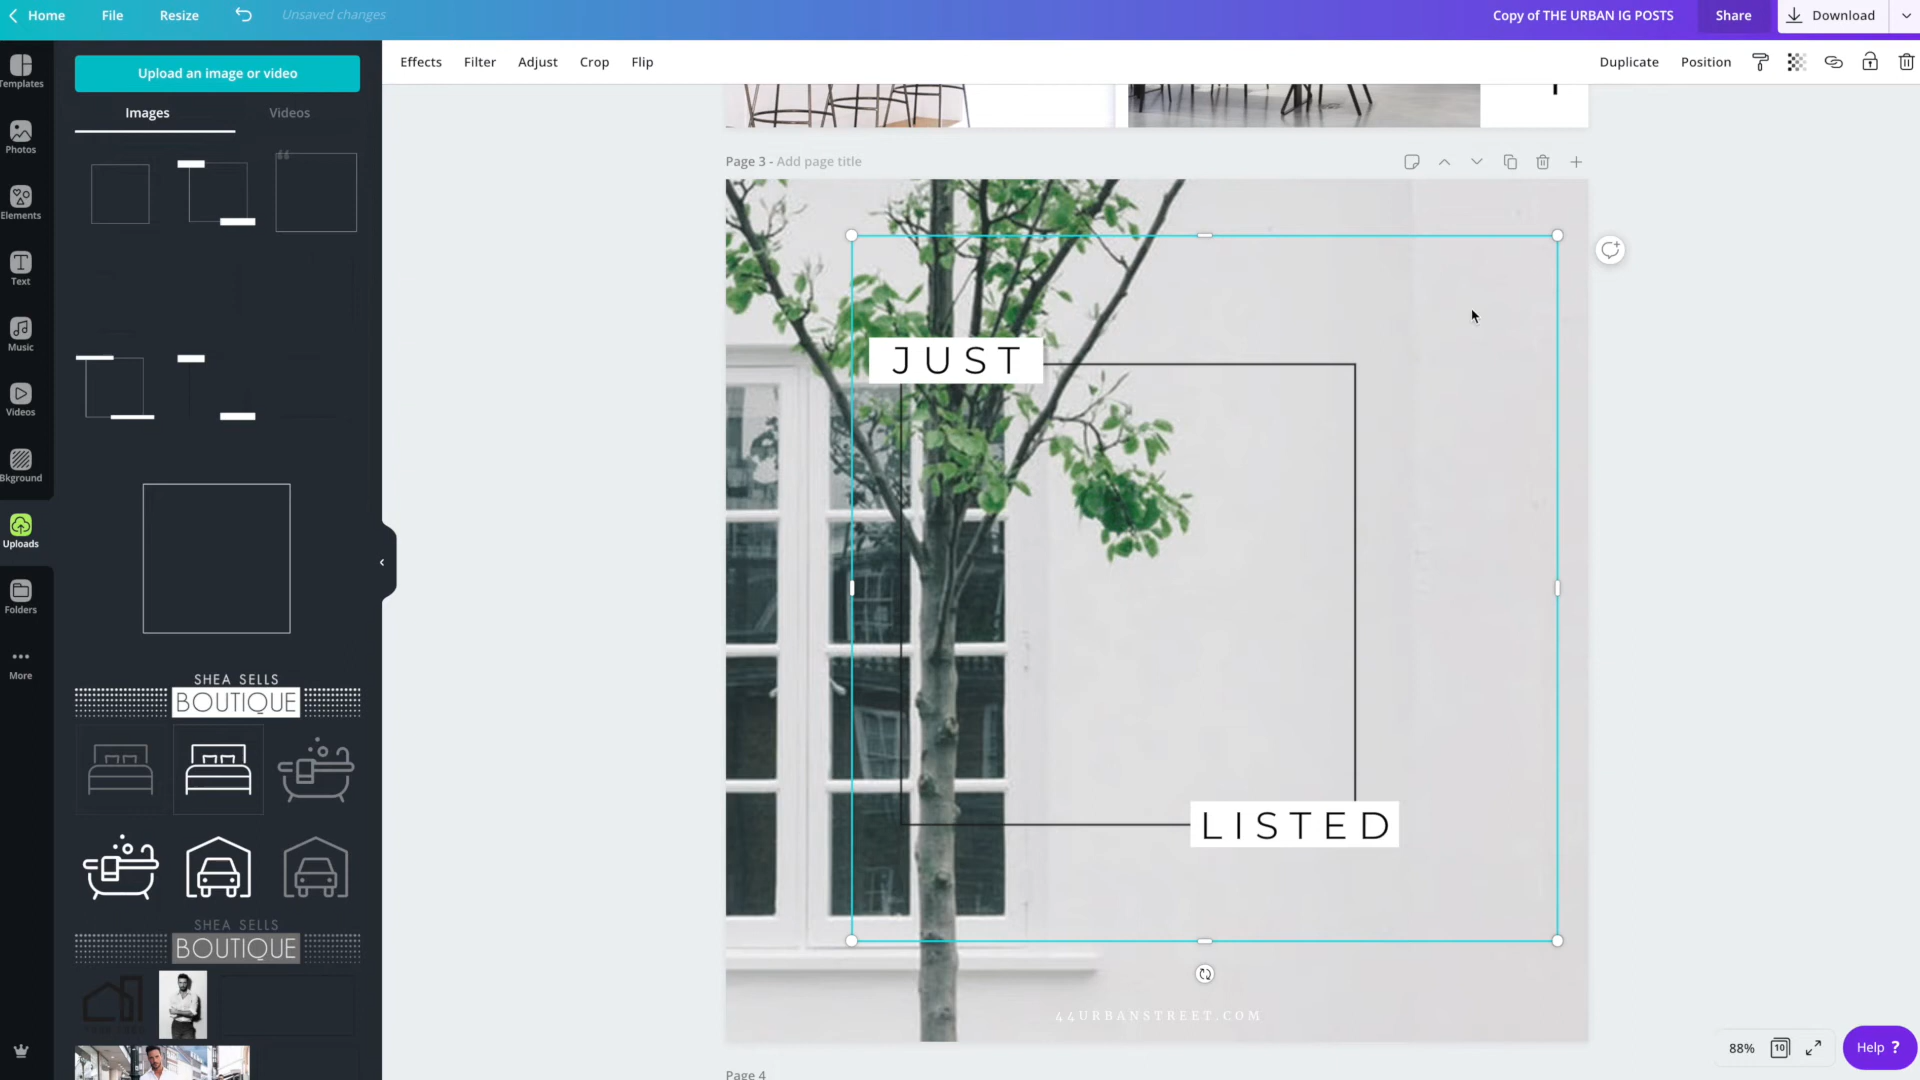 Home File Resize Unsaved changes Copy of THE URBAN IG POSTS Share Download
Effects Filter Adjust Crop Flip Duplicate Position
Templates
Photos
Elements
Text
Music
Videos
Bkground
Uploads
Folders
More
Upload an image or video
Images Videos
SHEA SELLS
BOUTIQUE
SHEA SELLS
BOUTIQUE
Page 3 - Add page title
JUST
LISTED
44URBANSTREET.COM
Page 4
88% 10 Help ?